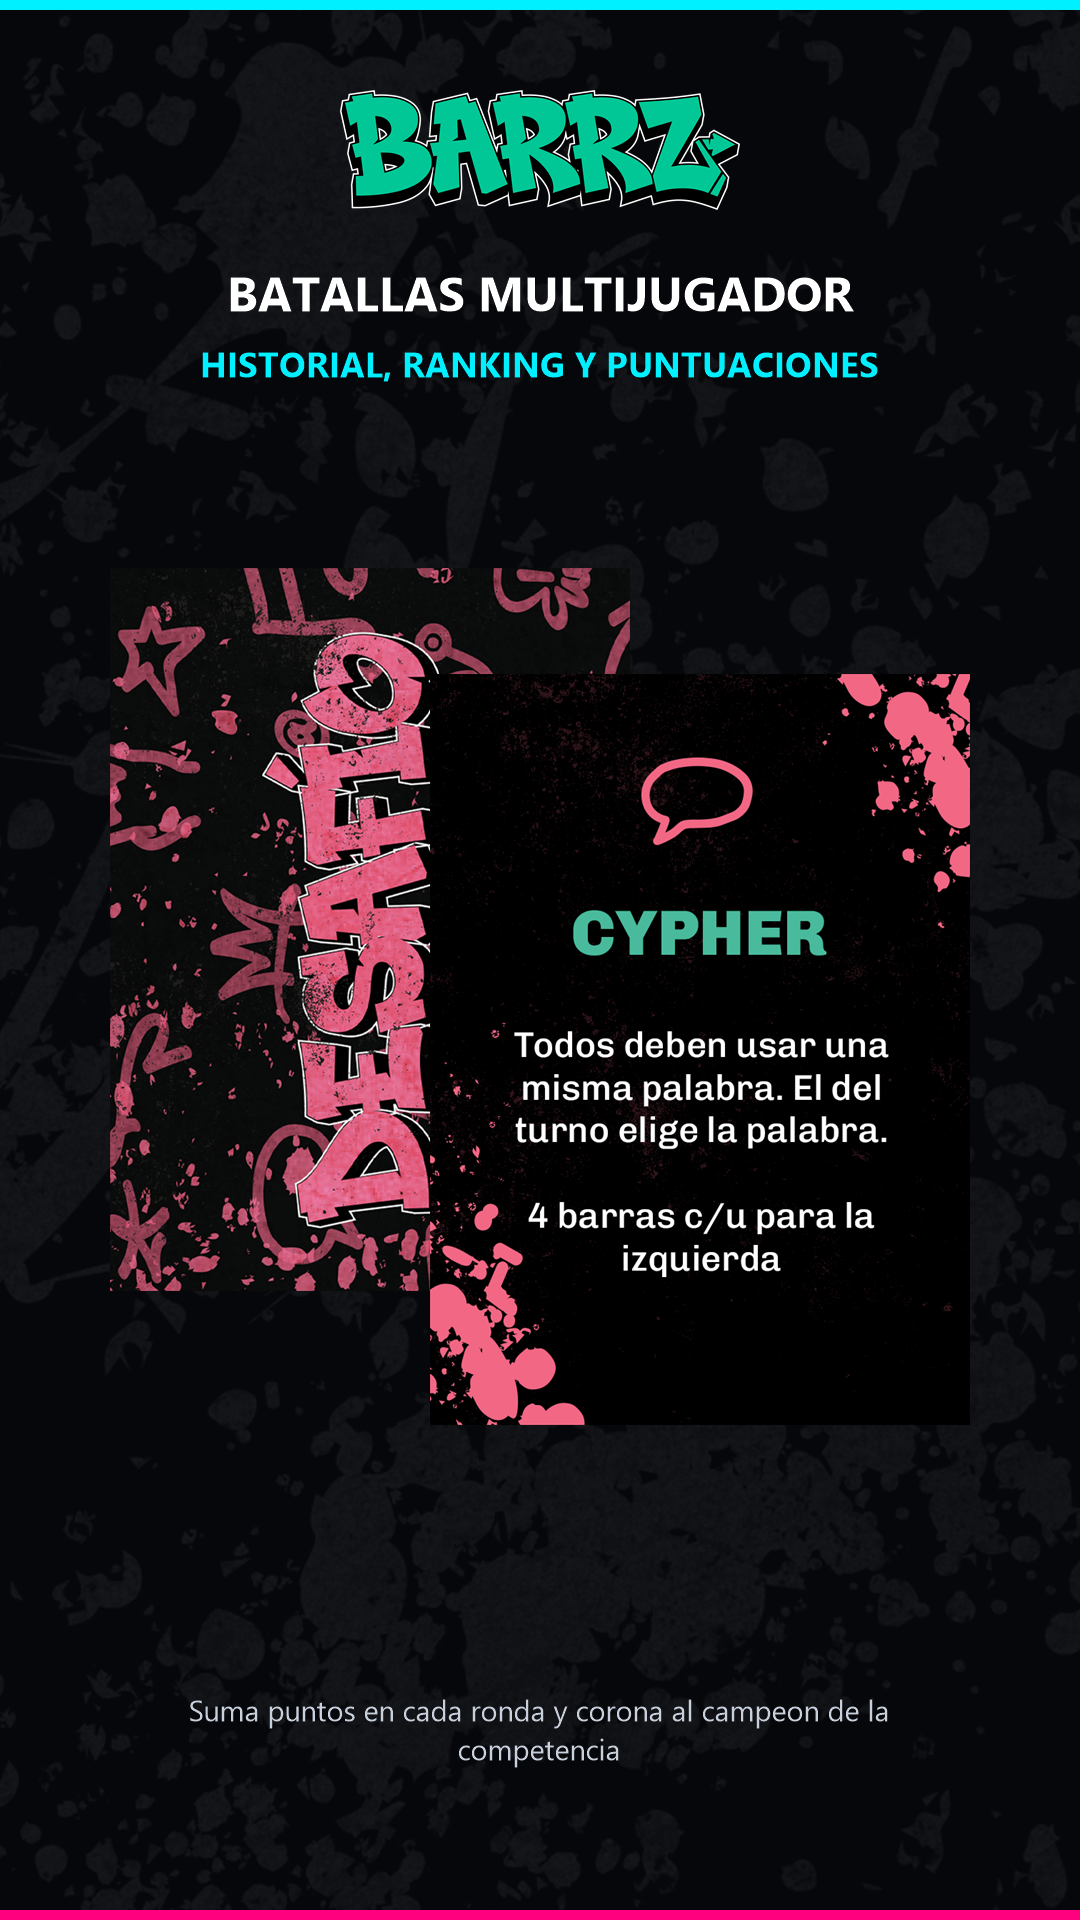 BARRZ
BATALLAS MULTIJUGADOR
HISTORIAL, RANKING Y PUNTUACIONES
DESAFÍO
CYPHER
Todos deben usar una
misma palabra. El del
turno elige la palabra.
4 barras c/u para la
izquierda
Suma puntos en cada ronda y corona al campeon de la
competencia